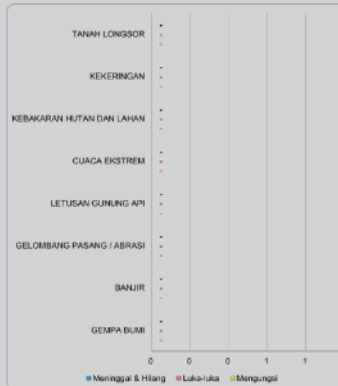 TANAH LONGSOR
KEKERINGAN
KEBAKARAN HUTAN DAN LAHAN
CUACA EKSTREM
LETUSAN GUNUNG API
GELOMBANG PASANG / ABRASI
BANJIR
GEMPA BUMI
0 0 0 1 1
Meninggal & Hilang Luka-luka Mengungsi